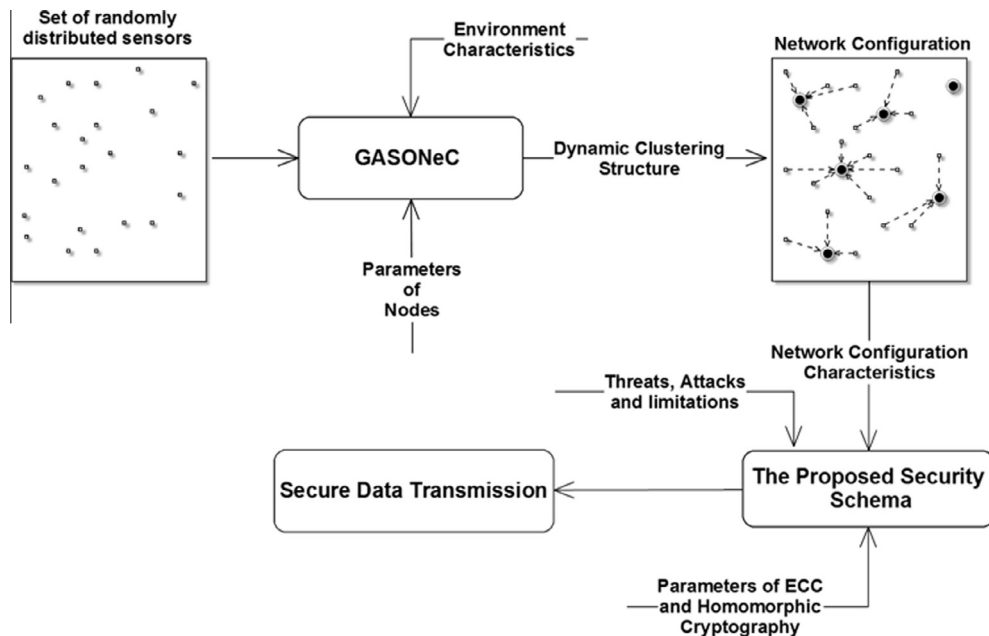 Set of randomly
distributed sensors
Environment
Characteristics
Network Configuration
GASONeC
Dynamic Clustering
Structure
Parameters
of
Nodes
Network Configuration
Characteristics
Threats, Attacks
and limitations
Secure Data Transmission
The Proposed Security
Schema
Parameters of ECC
and Homomorphic
Cryptography